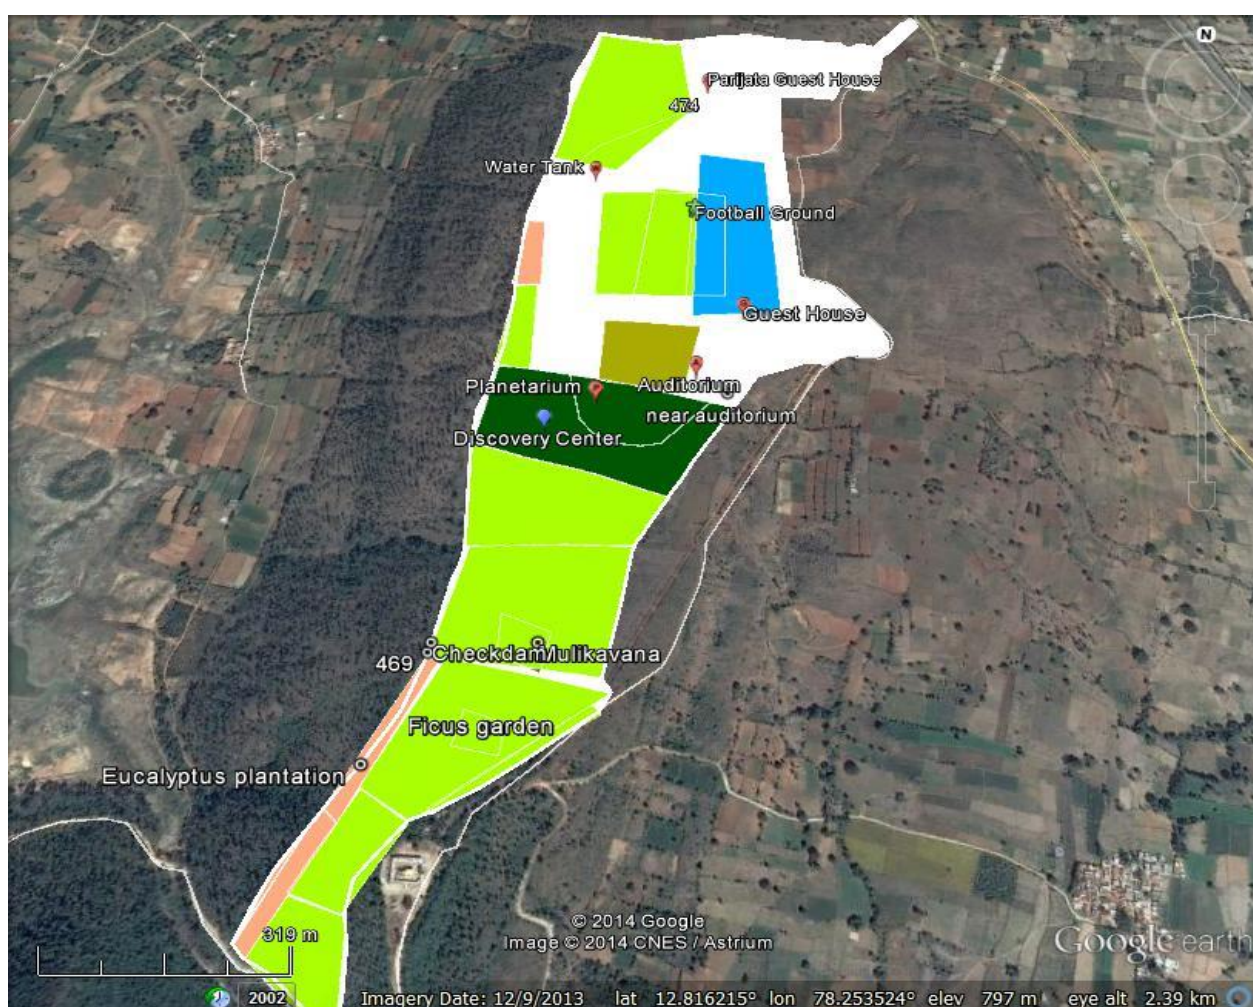 N
Parijata Guest House
474
Water Tank
Football Ground
Guest House
Planetarium
Auditorium
near auditorium
Discovery Center
469
Checkdam
Mulikavana
Ficus garden
Eucalyptus plantation
© 2014 Google
Image © 2014 CNES / Astrium
319 m
Google earth
2002
Imagery Date: 12/9/2013 lat 12.816215° lon 78.253524° elev 797 m eye alt 2.39 km